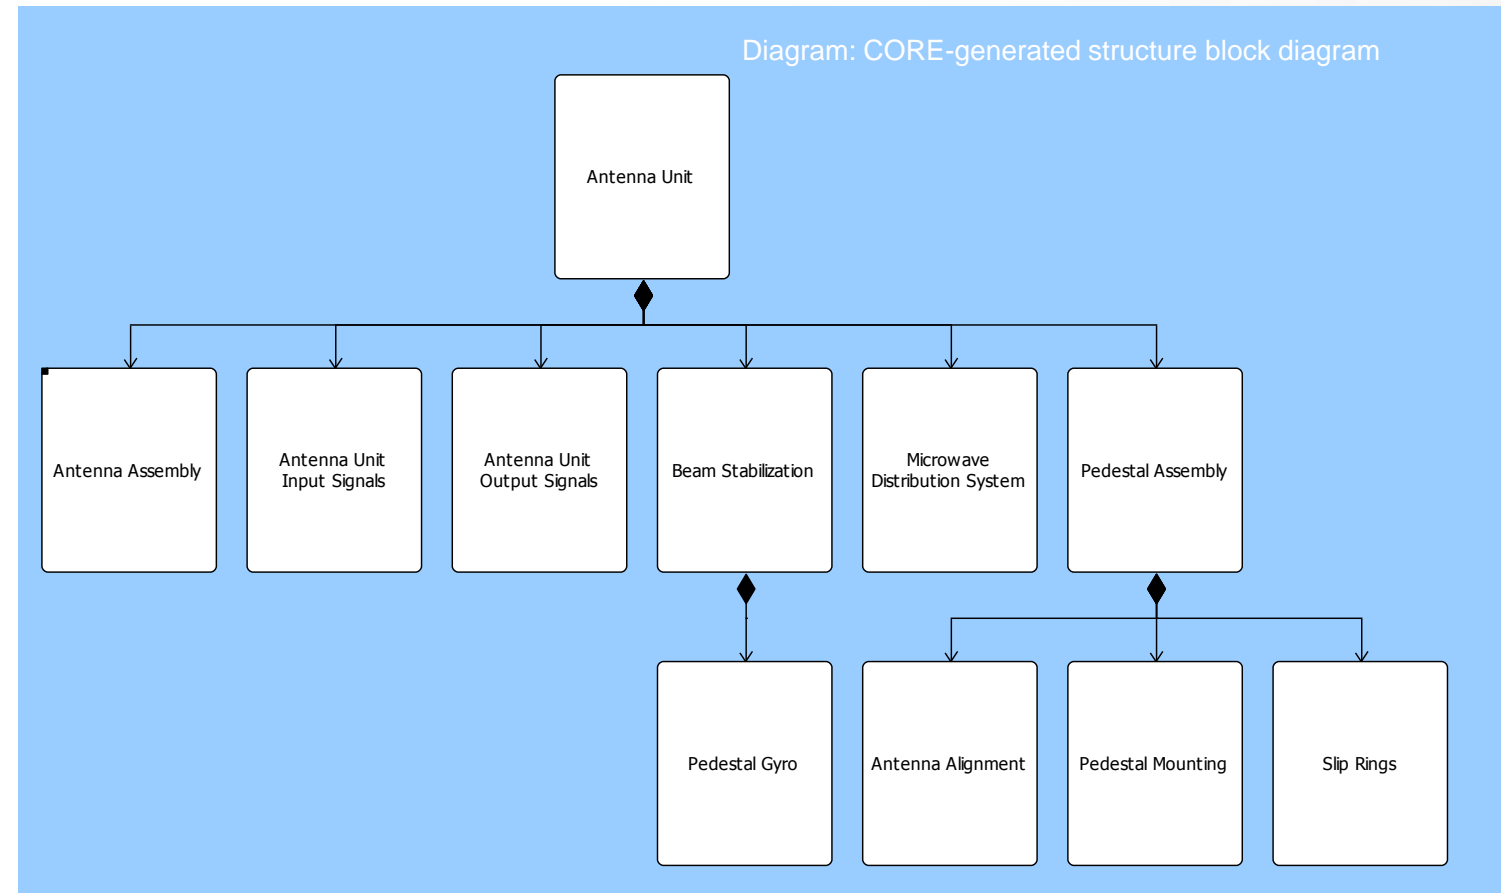 Diagram: CORE-generated structure block diagram
Antenna Unit
Antenna Assembly
Antenna Unit
Input Signals
Antenna Unit
Output Signals
Beam Stabilization
Microwave
Distribution System
Pedestal Assembly
Pedestal Gyro
Antenna Alignment
Pedestal Mounting
Slip Rings